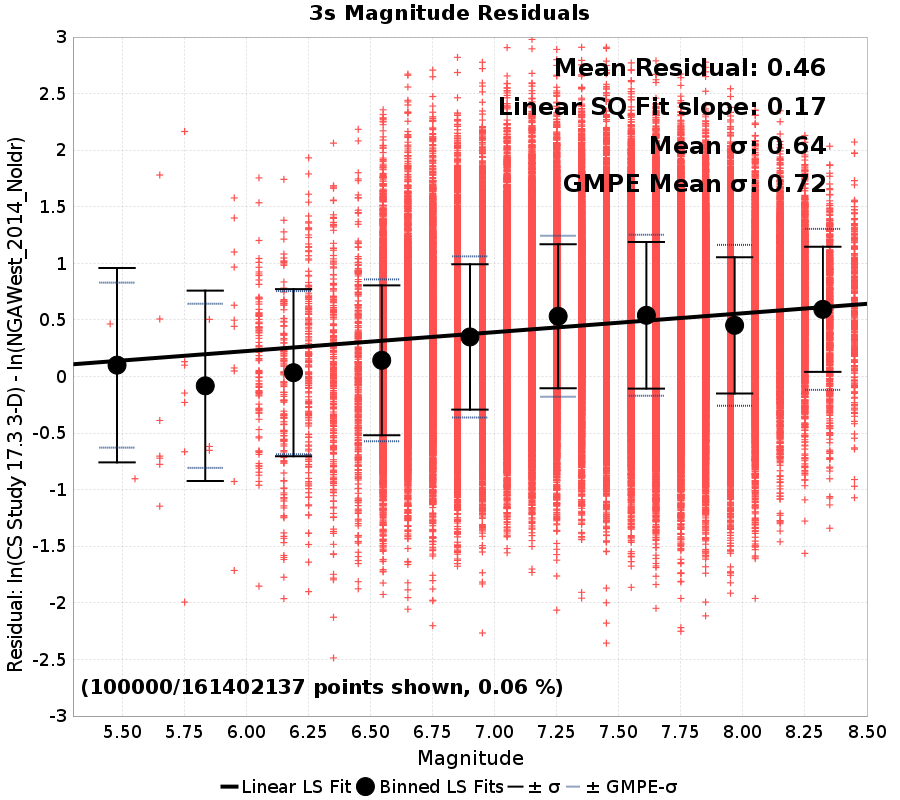 3s Magnitude Residuals
Residual: ln(CS Study 17.3 3-D) - ln(NGAWest_2014_NoIdr)
3
2.5
2
1.5
1
0.5
0
-0.5
-1
-1.5
-2
-2.5
-3
Mean Residual: 0.46
Linear SQ Fit slope: 0.17
Mean σ: 0.64
GMPE Mean σ: 0.72
(100000/161402137 points shown, 0.06 %)
5.50 5.75 6.00 6.25 6.50 6.75 7.00 7.25 7.50 7.75 8.00 8.25 8.50
Magnitude
Linear LS Fit Binned LS Fits ± σ ± GMPE-σ